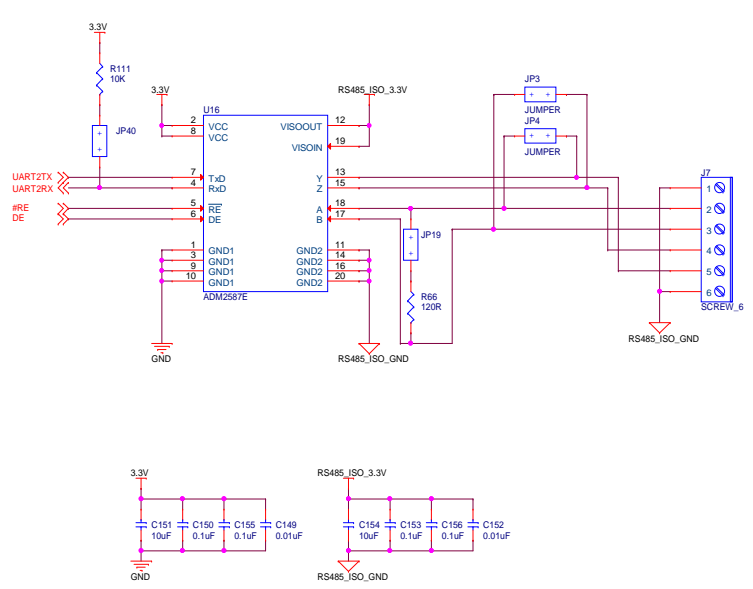 3.3V
R111
10K
JP40
3.3V
U16
RS485_ISO_3.3V
JP3
+ +
JUMPER
JP4
+ +
JUMPER
2 VCC
8 VCC
VISOOUT 12
VISOIN 19
UART2TX
UART2RX
7 TxD
4 RxD
Y 13
Z 15
#RE
DE
5 RE
6 DE
A 18
B 17
JP19
+ +
R66
120R
1 GND1
3 GND1
9 GND1
10 GND1
GND2 11
GND2 14
GND2 16
GND2 20
ADM2587E
GND
RS485_ISO_GND
J7
1
2
3
4
5
6
SCREW_6
RS485_ISO_GND
3.3V
C151
10uF
C150
0.1uF
C155
0.1uF
C149
0.01uF
GND
RS485_ISO_3.3V
C154
10uF
C153
0.1uF
C156
0.1uF
C152
0.01uF
RS485_ISO_GND